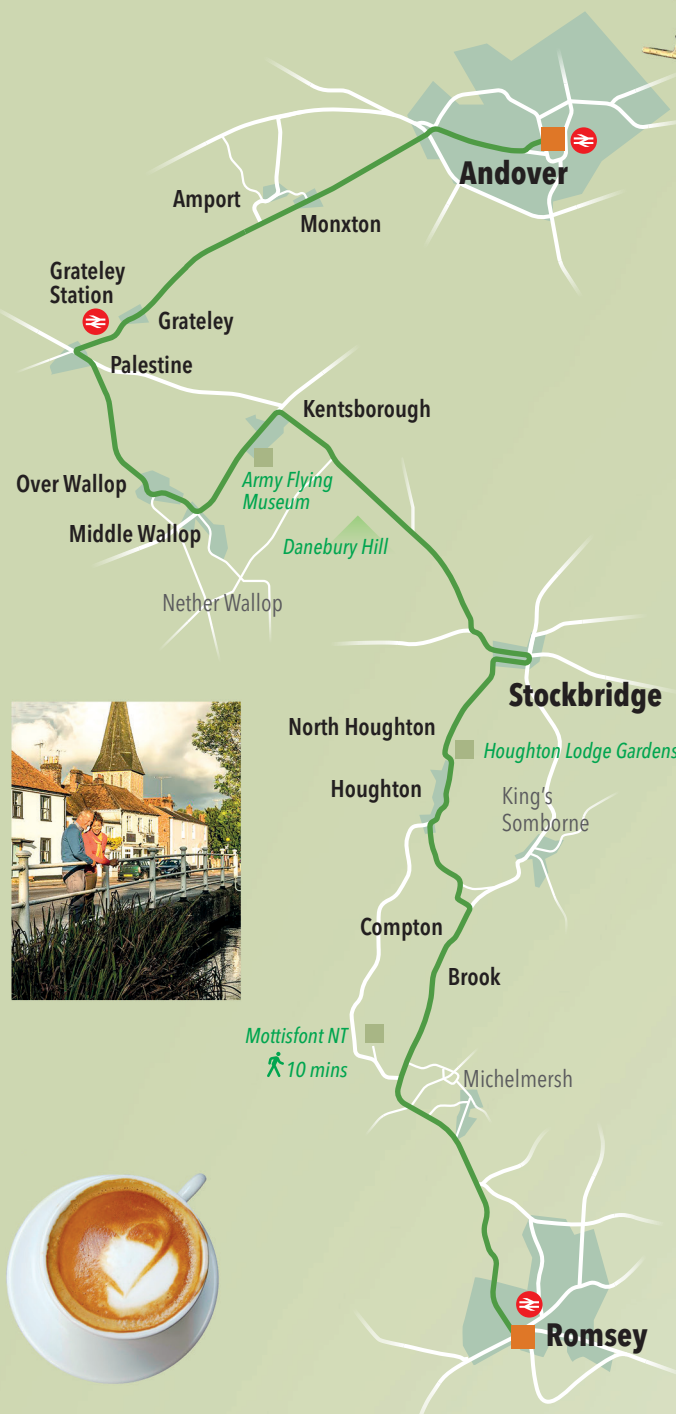 Andover
Amport
Monxton
Grateley
Station
Grateley
Palestine
Kentsborough
Over Wallop
Army Flying
Museum
Middle Wallop
Danebury Hill
Nether Wallop
Stockbridge
North Houghton
Houghton Lodge Gardens
Houghton
King's
Somborne
Compton
Brook
Mottisfont NT
10 mins
Michelmersh
Romsey